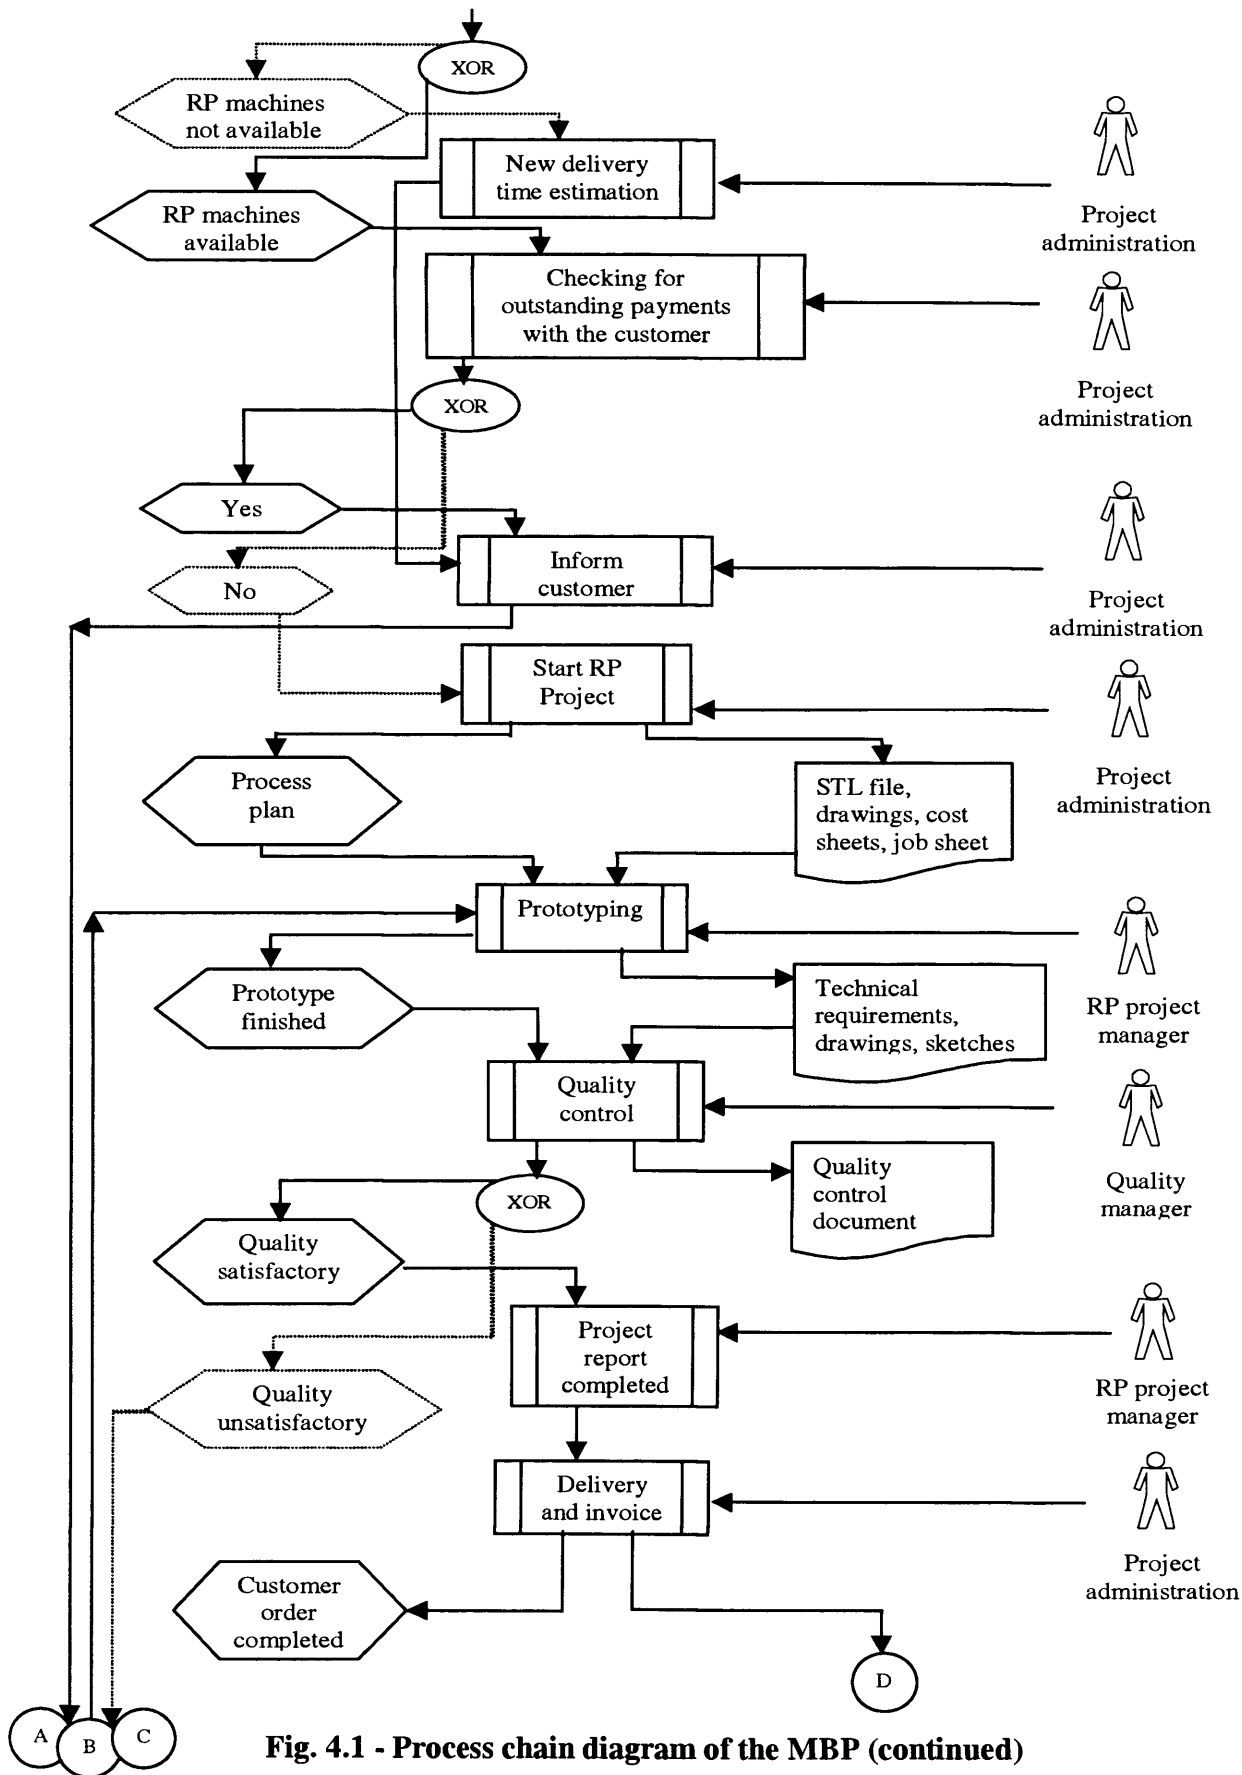 XOR
RP machines
not available
New delivery
time estimation
Project
administration
RP machines
available
Checking for
outstanding payments
with the customer
Project
administration
XOR
Yes
Inform
customer
Project
administration
No
Start RP
Project
Project
administration
Process
plan
STL file,
drawings, cost
sheets, job sheet
Prototyping
RP project
manager
Prototype
finished
Technical
requirements,
drawings, sketches
Quality
control
Quality
manager
XOR
Quality
control
document
Quality
satisfactory
Project
report
completed
RP project
manager
Quality
unsatisfactory
Delivery
and invoice
Project
administration
Customer
order
completed
D
A
B
C
Fig. 4.1 - Process chain diagram of the MBP (continued)